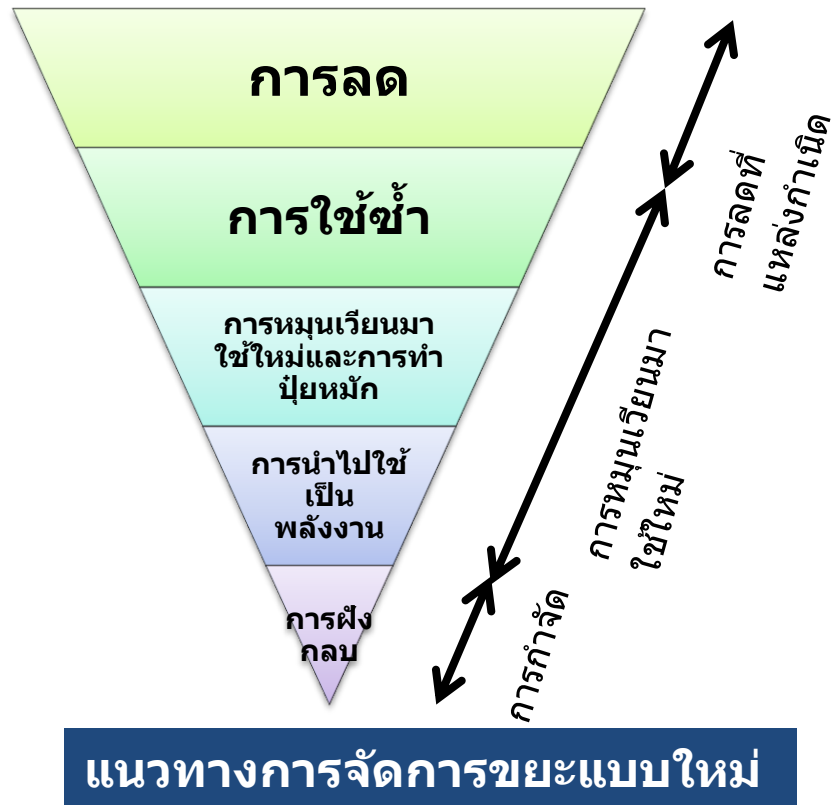 การลด
การใช้ซ้ำ
การหมุนเวียนมา
ใช้ใหม่และการทำ
ปุ๋ยหมัก
การนำไปใช้
เป็น
พลังงาน
การฝัง
กลบ
การลดที่
แหล่งกำเนิด
การหมุนเวียนมา
ใช้ใหม่
การกำจัด
แนวทางการจัดการขยะแบบใหม่